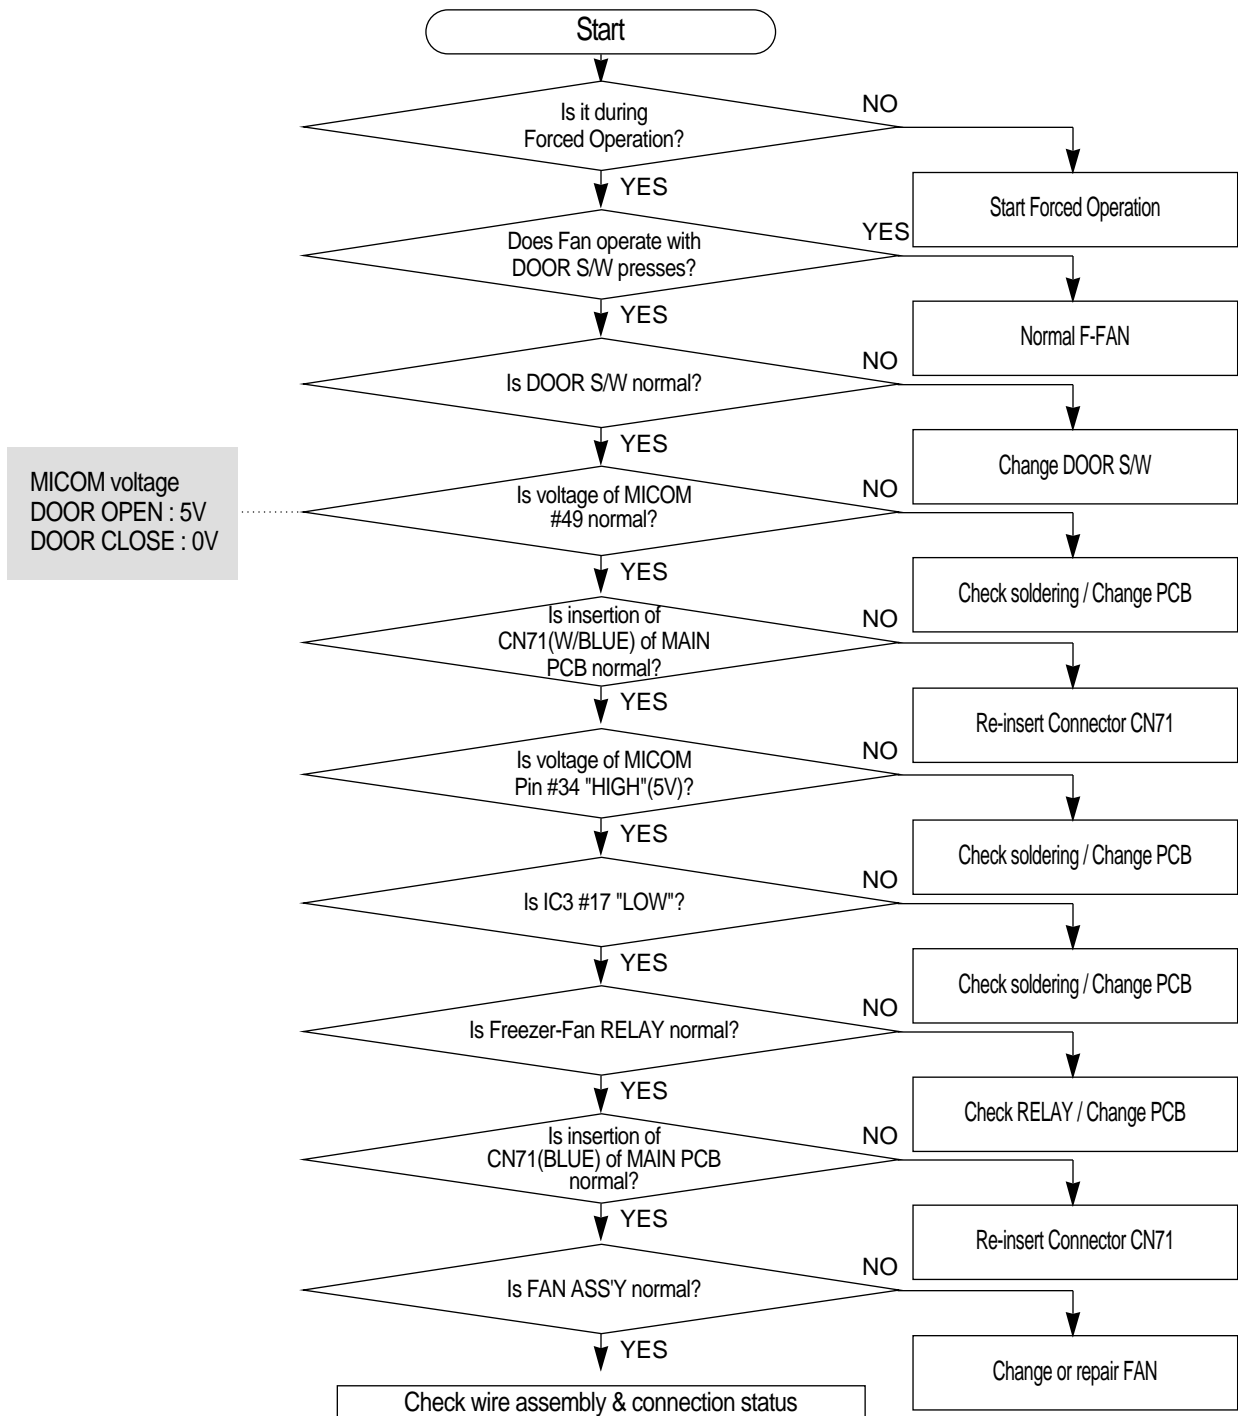 Start
Is it during
Forced Operation?
NO
YES
Start Forced Operation
Does Fan operate with
DOOR S/W presses?
YES
YES
Normal F-FAN
Is DOOR S/W normal?
NO
YES
Change DOOR S/W
MICOM voltage
DOOR OPEN : 5V
DOOR CLOSE : 0V
Is voltage of MICOM
#49 normal?
NO
YES
Check soldering / Change PCB
Is insertion of
CN71(W/BLUE) of MAIN
PCB normal?
NO
YES
Re-insert Connector CN71
Is voltage of MICOM
Pin #34 "HIGH"(5V)?
NO
YES
Check soldering / Change PCB
Is IC3 #17 "LOW"?
NO
YES
Check soldering / Change PCB
Is Freezer-Fan RELAY normal?
NO
YES
Check RELAY / Change PCB
Is insertion of
CN71(BLUE) of MAIN PCB
normal?
NO
YES
Re-insert Connector CN71
Is FAN ASS'Y normal?
NO
YES
Change or repair FAN
Check wire assembly & connection status